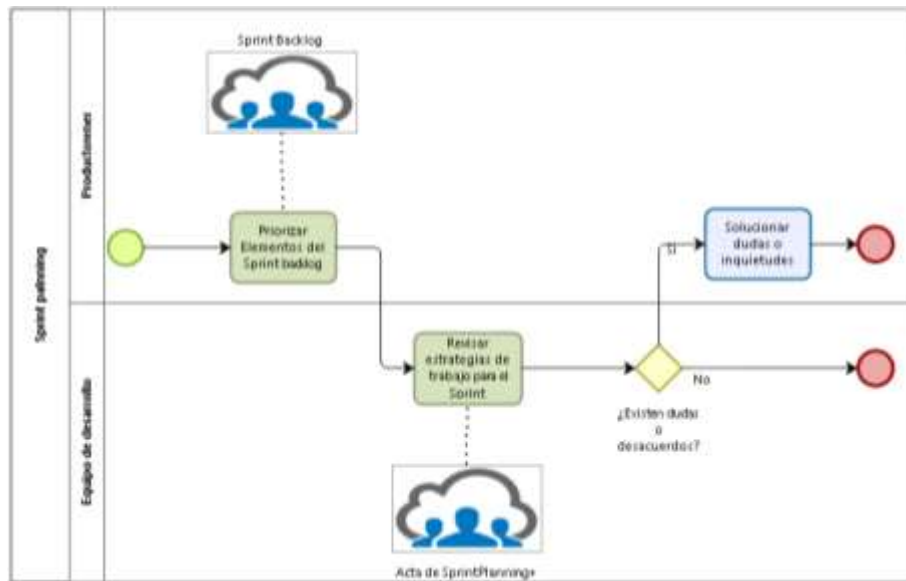 Sprint Backlog
Sprint palnning
Productowner
Priorizar
Elementos del
Sprint backlog
Solucionar
dudas o
inquietudes
Si
Equipo de desarrollo
Revisar
estrategias de
trabajo para el
Sprint
No
¿Existen dudas
o
desacuerdos?
Acta de SprintPlanning+